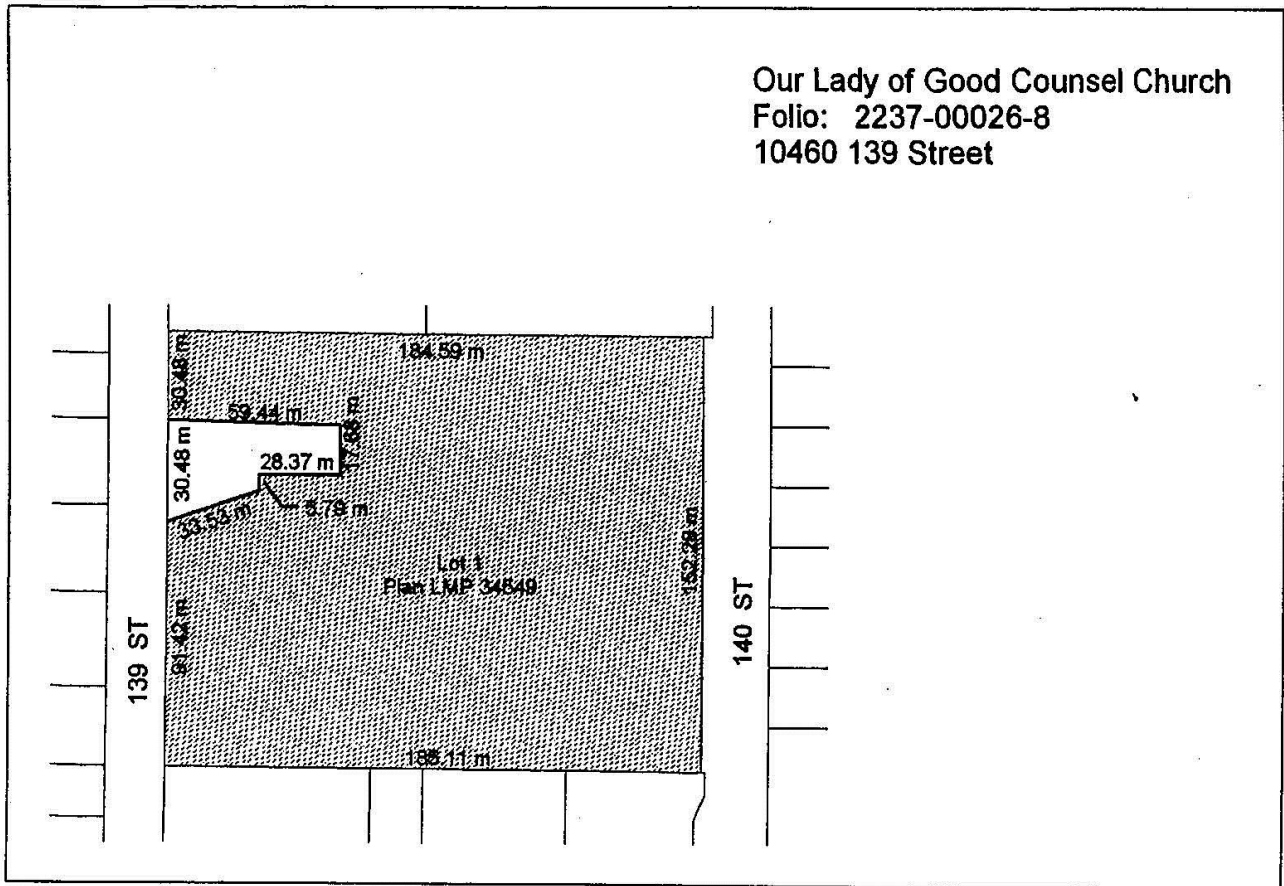 Our Lady of Good Counsel Church
Folio: 2237-00026-8
10460 139 Street
184.59 m
30.48 m
59.44 m
17.68 m
30.48 m
28.37 m
5.79 m
33.53 m
Lot 1
Plan LMP 34549
152.29 m
91.42 m
139 ST
140 ST
185.11 m